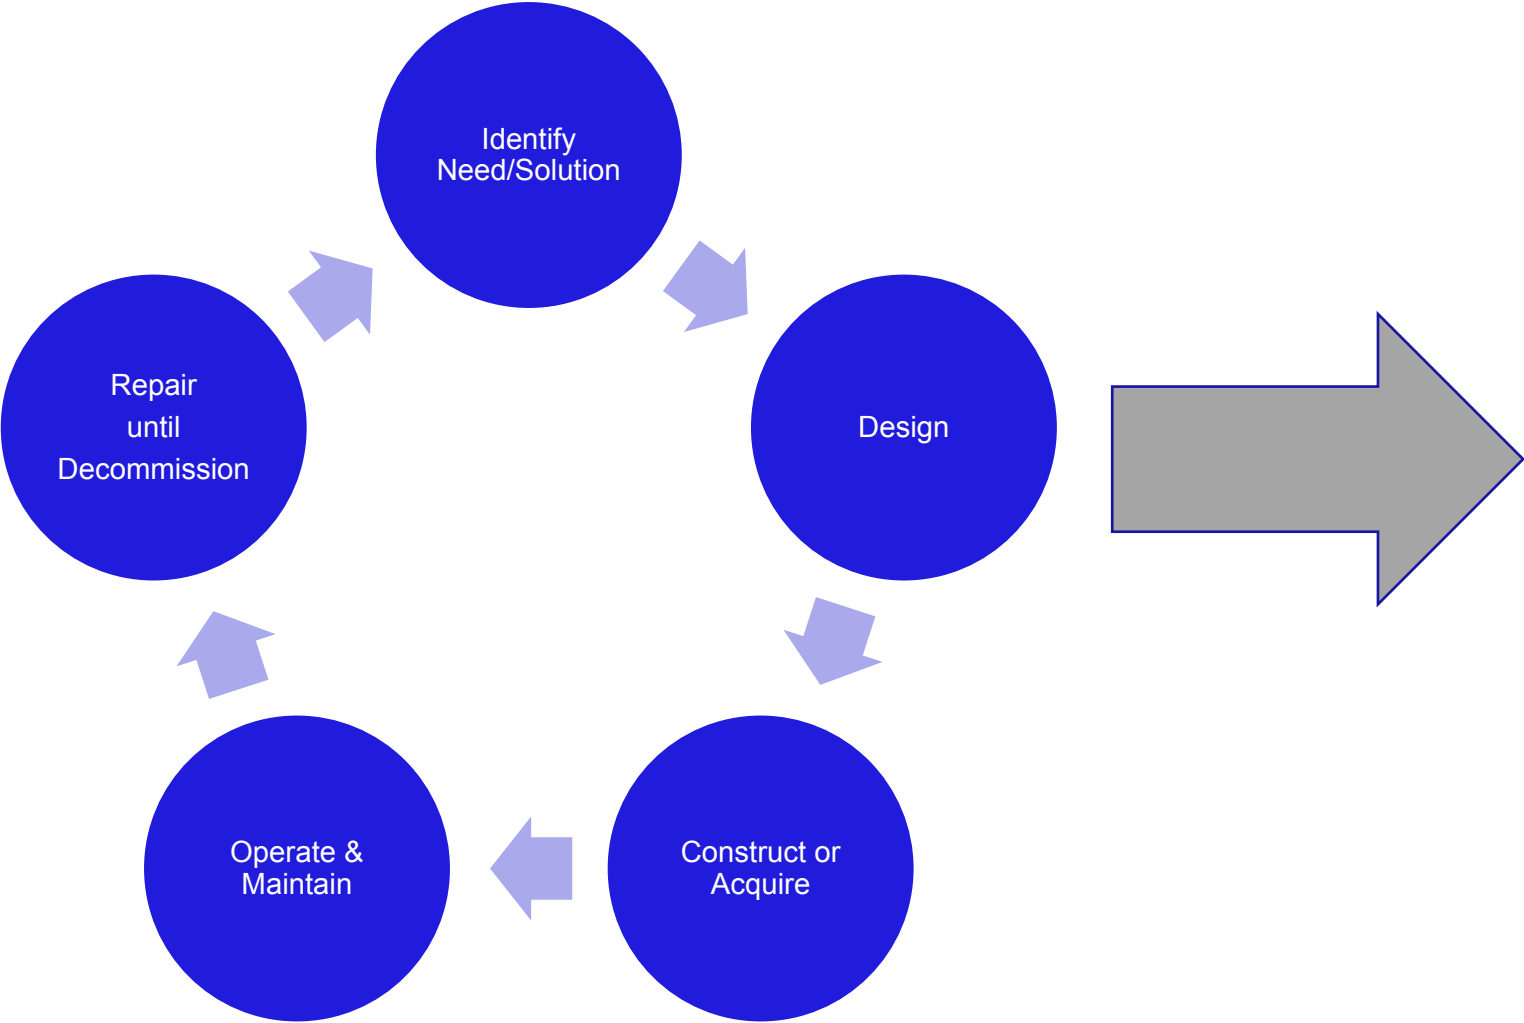 Identify
Need/Solution
Design
Construct or
Acquire
Operate &
Maintain
Repair
until
Decommission